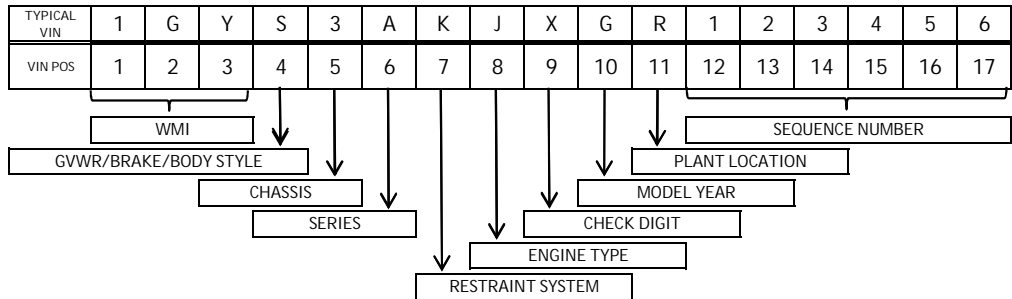 TYPICAL VIN 1 G Y S 3 A K J X G R 1 2 3 4 5 6
VIN POS 1 2 3 4 5 6 7 8 9 10 11 12 13 14 15 16 17
WMI SEQUENCE NUMBER
GVWR/BRAKE/BODY STYLE PLANT LOCATION
CHASSIS MODEL YEAR
SERIES CHECK DIGIT
ENGINE TYPE
RESTRAINT SYSTEM